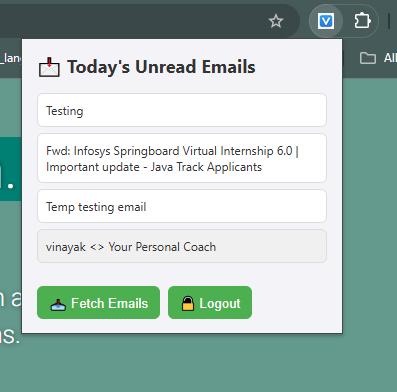 _lan
All
Today's Unread Emails
Testing
Fwd: Infosys Springboard Virtual Internship 6.0 |
Important update - Java Track Applicants
Temp testing email
vinayak <> Your Personal Coach
Fetch Emails
Logout